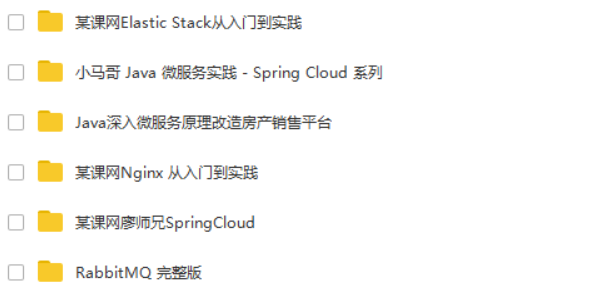 某课网Elastic Stack从入门到实践
小马哥 Java 微服务实践 - Spring Cloud 系列
Java深入微服务原理改造房产销售平台
某课网Nginx 从入门到实践
某课网廖师兄SpringCloud
RabbitMQ 完整版